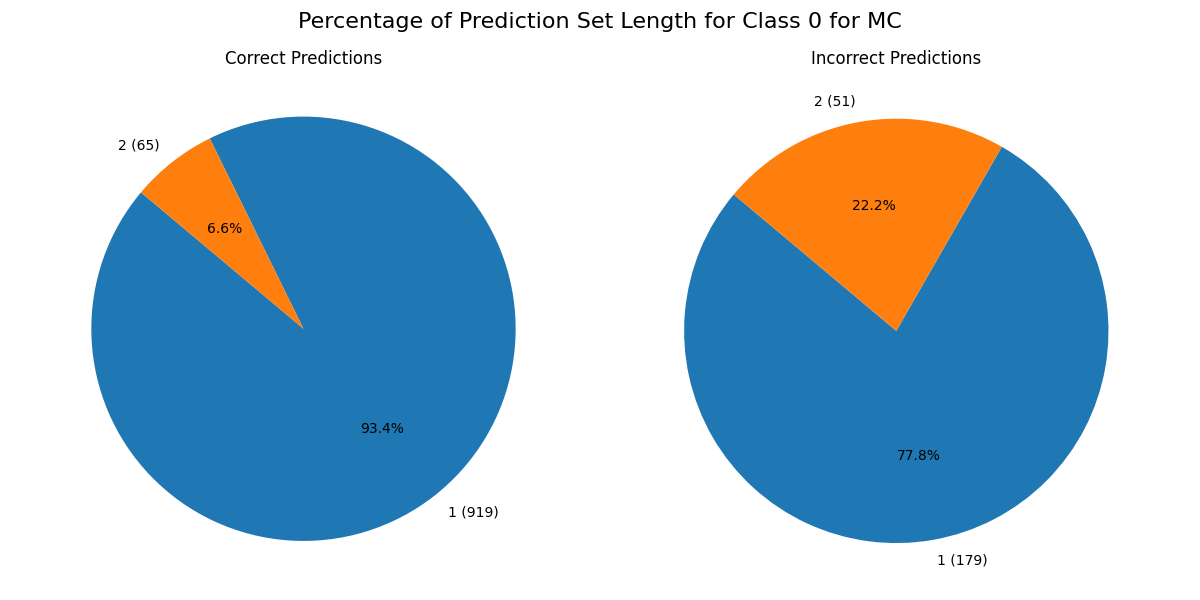 Percentage of Prediction Set Length for Class 0 for MC
Correct Predictions
2 (65)
6.6%
93.4%
1 (919)
Incorrect Predictions
2 (51)
22.2%
77.8%
1 (179)